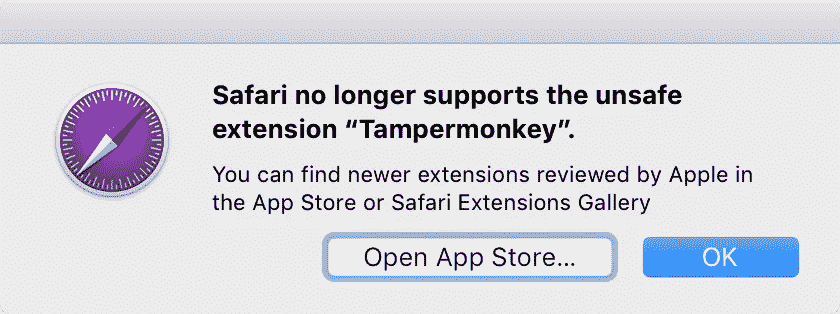 Safari no longer supports the unsafe
extension “Tampermonkey”.
You can find newer extensions reviewed by Apple in
the App Store or Safari Extensions Gallery
Open App Store...
OK